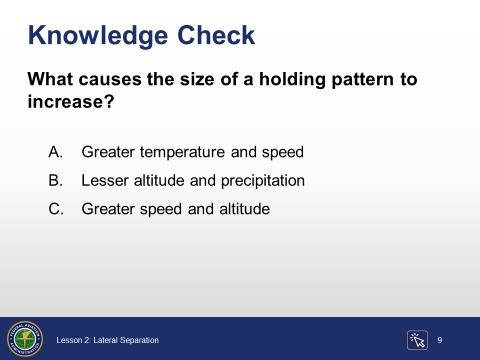 Knowledge Check
What causes the size of a holding pattern to
increase?
A. Greater temperature and speed
B. Lesser altitude and precipitation
C. Greater speed and altitude
Lesson 2: Lateral Separation
9